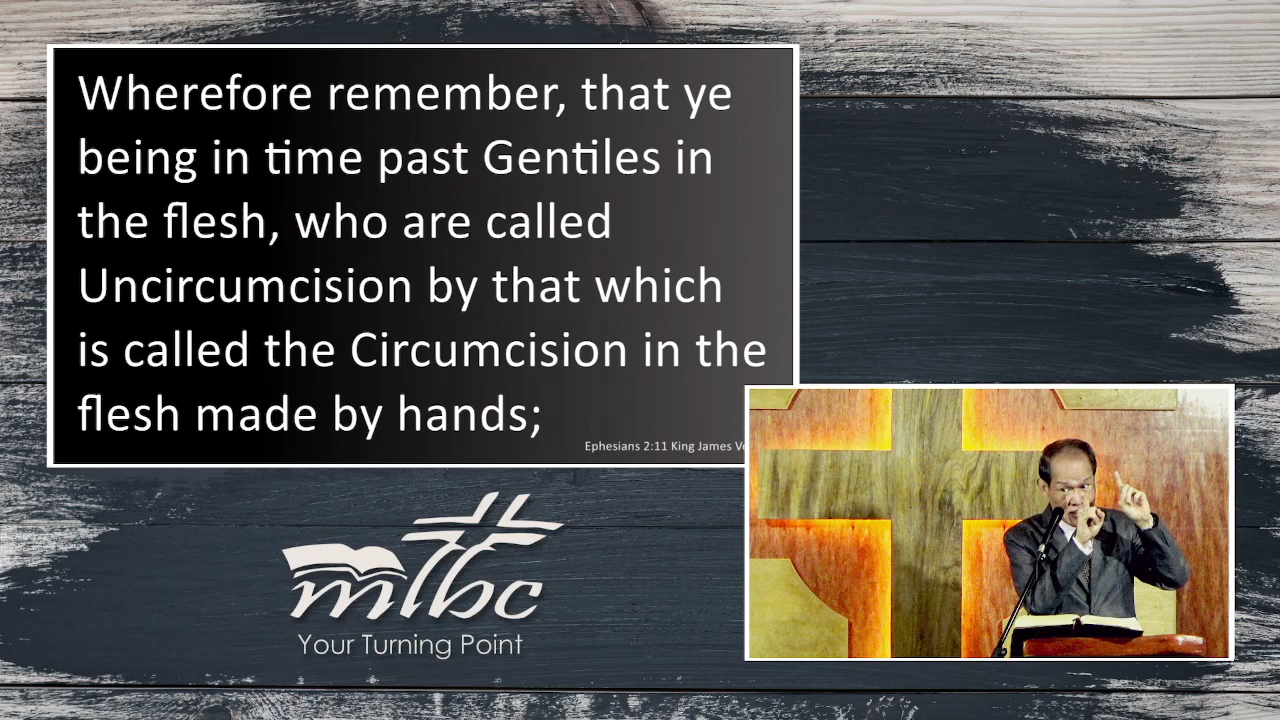 Wherefore remember, that ye
being in time past Gentiles in
the flesh, who are called
Uncircumcision by that which
is called the Circumcision in the
flesh made by hands;
Ephesians 2:11 King James
mlbc
Your Turning Point